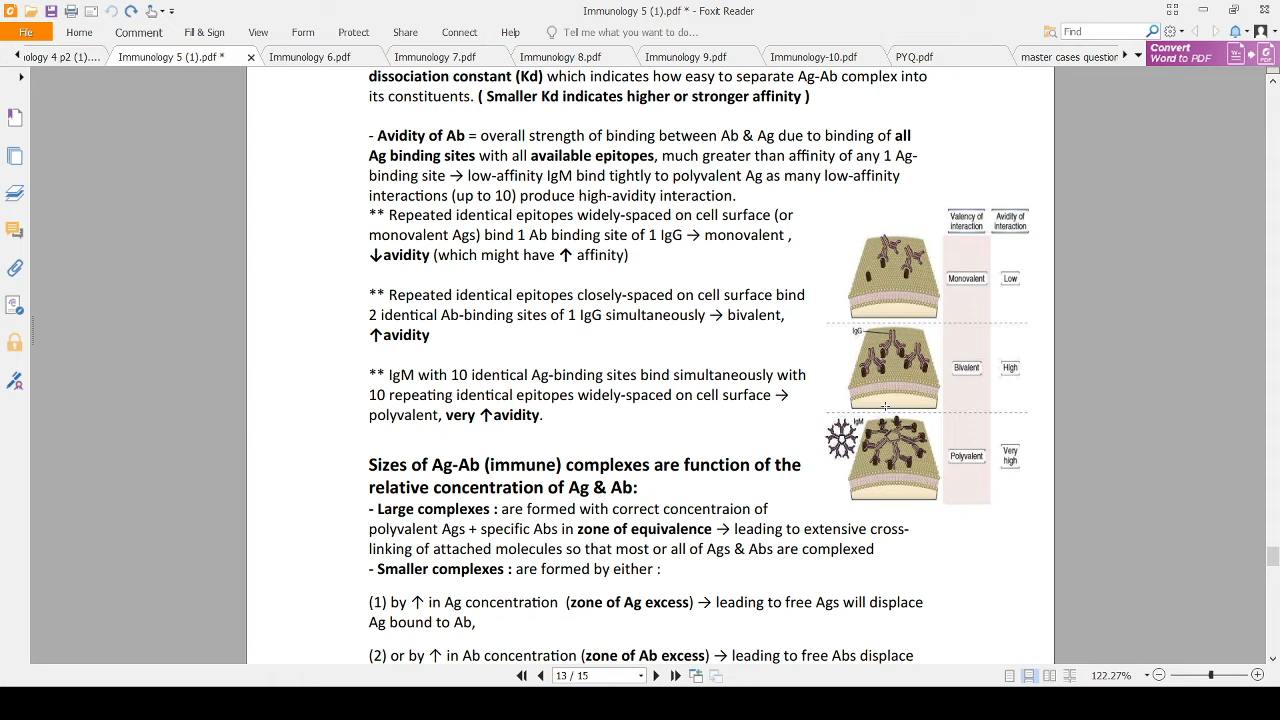 Immunology 5 (1).pdf * - Foxit Reader
File
Home
Comment
Fill & Sign
View
Form
Protect
Share
Connect
Help
Tell me what you want to do...
Find
ology 4 p2 (1)....
Immunology 5 (1).pdf *
Immunology 6.pdf
Immunology 7.pdf
Immunology 8.pdf
Immunology 9.pdf
Immunology-10.pdf
PYQ.pdf
master cases question
Convert
Word to PDF
dissociation constant (Kd) which indicates how easy to separate Ag-Ab complex into
its constituents. ( Smaller Kd indicates higher or stronger affinity )
- Avidity of Ab = overall strength of binding between Ab & Ag due to binding of all
Ag binding sites with all available epitopes, much greater than affinity of any 1 Ag-
binding site → low-affinity IgM bind tightly to polyvalent Ag as many low-affinity
interactions (up to 10) produce high-avidity interaction.
** Repeated identical epitopes widely-spaced on cell surface (or
monovalent Ags) bind 1 Ab binding site of 1 IgG → monovalent ,
↓avidity (which might have ↑ affinity)
** Repeated identical epitopes closely-spaced on cell surface bind
2 identical Ab-binding sites of 1 IgG simultaneously → bivalent,
↑avidity
** IgM with 10 identical Ag-binding sites bind simultaneously with
10 repeating identical epitopes widely-spaced on cell surface →
polyvalent, very ↑avidity.
Valency of interaction
Avidity of interaction
Monovalent
Low
IgG
Bivalent
High
IgM
Polyvalent
Very high
Sizes of Ag-Ab (immune) complexes are function of the
relative concentration of Ag & Ab:
- Large complexes : are formed with correct concentraion of
polyvalent Ags + specific Abs in zone of equivalence → leading to extensive cross-
linking of attached molecules so that most or all of Ags & Abs are complexed
- Smaller complexes : are formed by either :
(1) by ↑ in Ag concentration (zone of Ag excess) → leading to free Ags will displace
Ag bound to Ab,
(2) or by ↑ in Ab concentration (zone of Ab excess) → leading to free Abs displace
13 / 15
122.27%